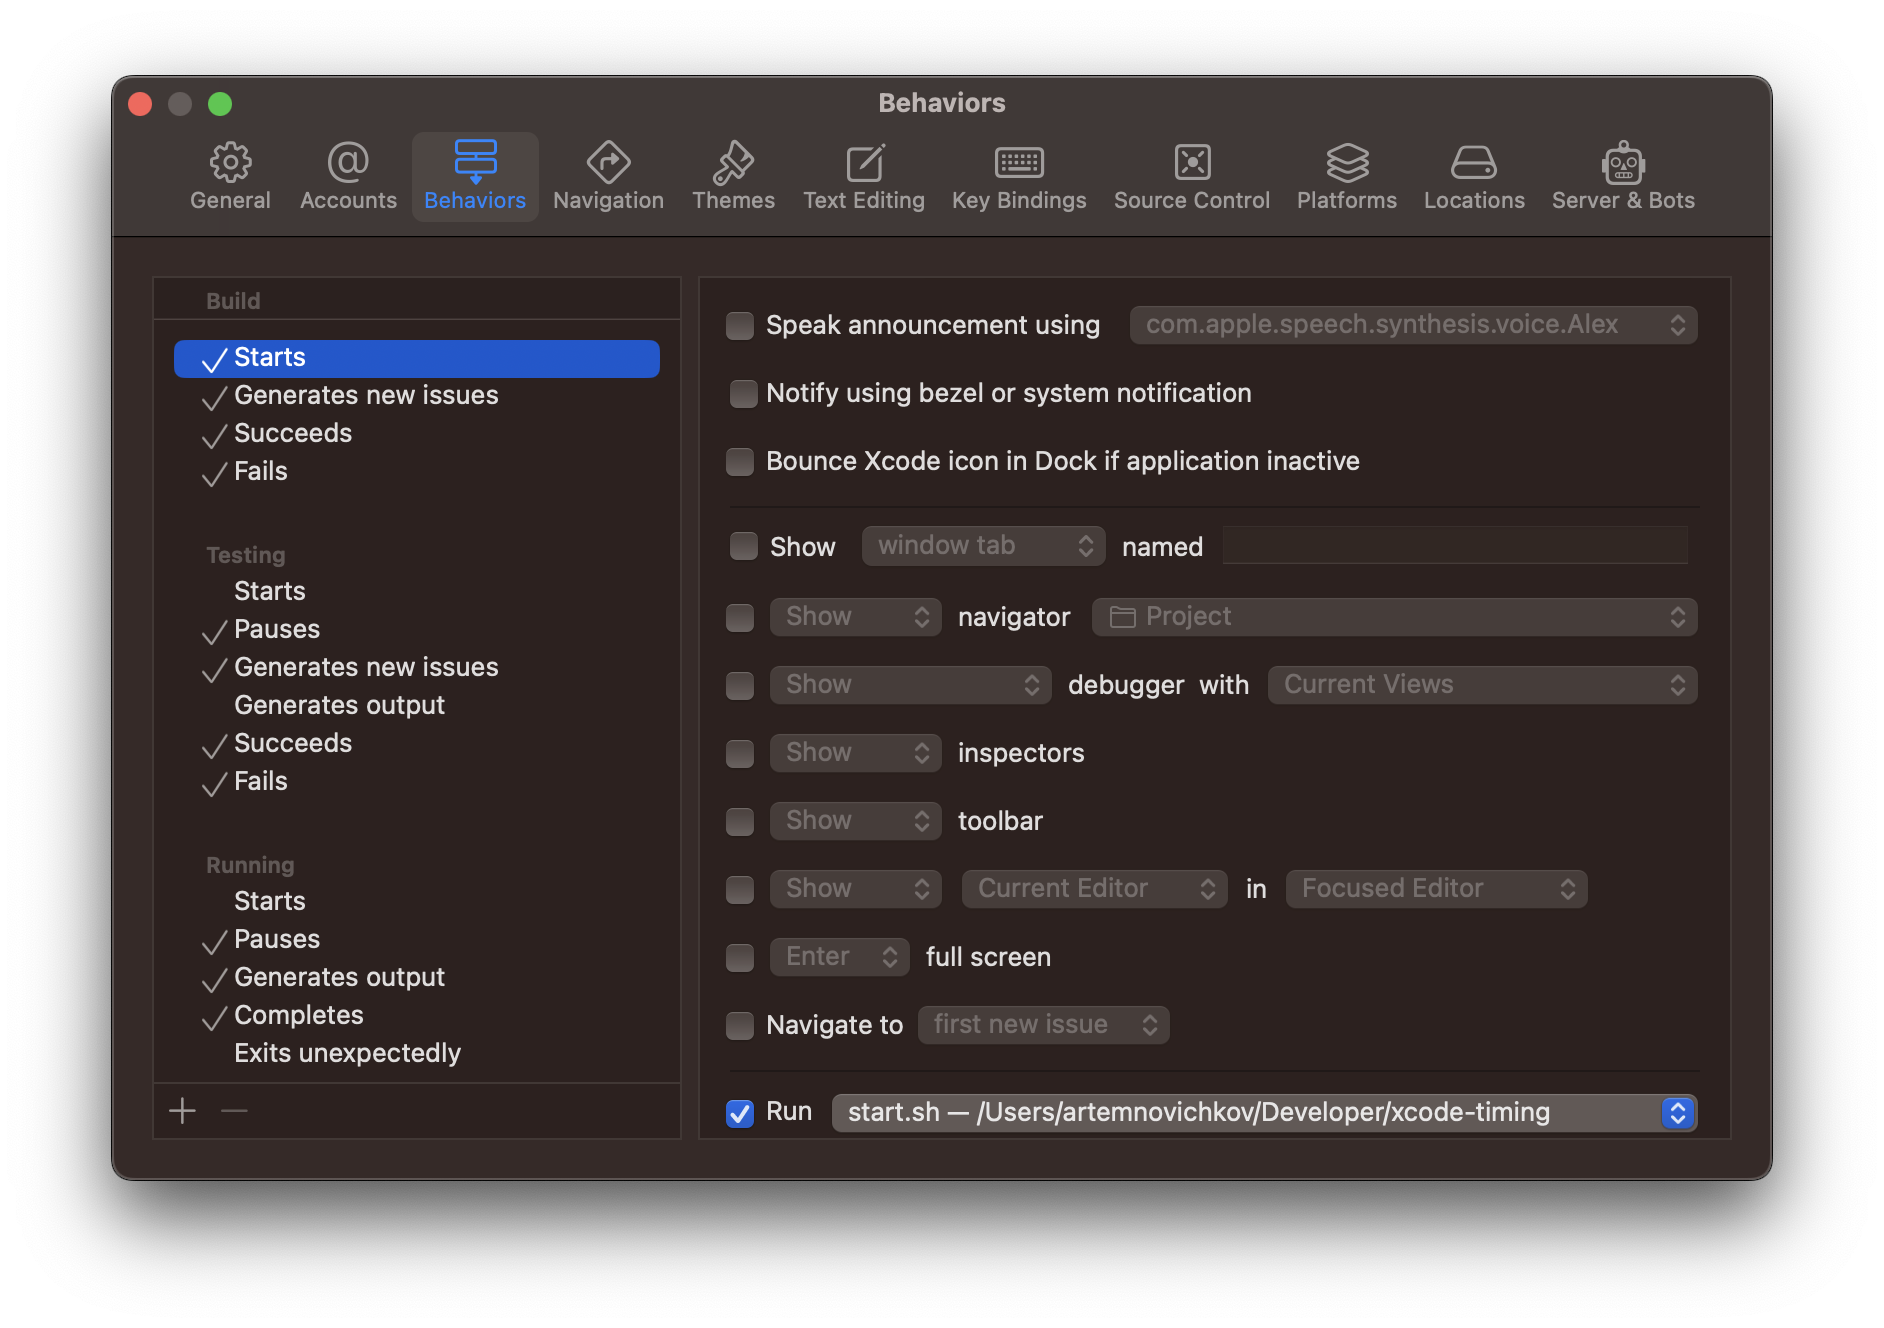 Behaviors
General Accounts Behaviors Navigation Themes Text Editing Key Bindings Source Control Platforms Locations Server & Bots
Build
Starts
Generates new issues
Succeeds
Fails
Testing
Starts
Pauses
Generates new issues
Generates output
Succeeds
Fails
Running
Starts
Pauses
Generates output
Completes
Exits unexpectedly
Speak announcement using com.apple.speech.synthesis.voice.Alex
Notify using bezel or system notification
Bounce Xcode icon in Dock if application inactive
Show window tab named
Show navigator Project
Show debugger with Current Views
Show inspectors
Show toolbar
Show Current Editor in Focused Editor
Enter full screen
Navigate to first new issue
Run start.sh — /Users/artemnovichkov/Developer/xcode-timing